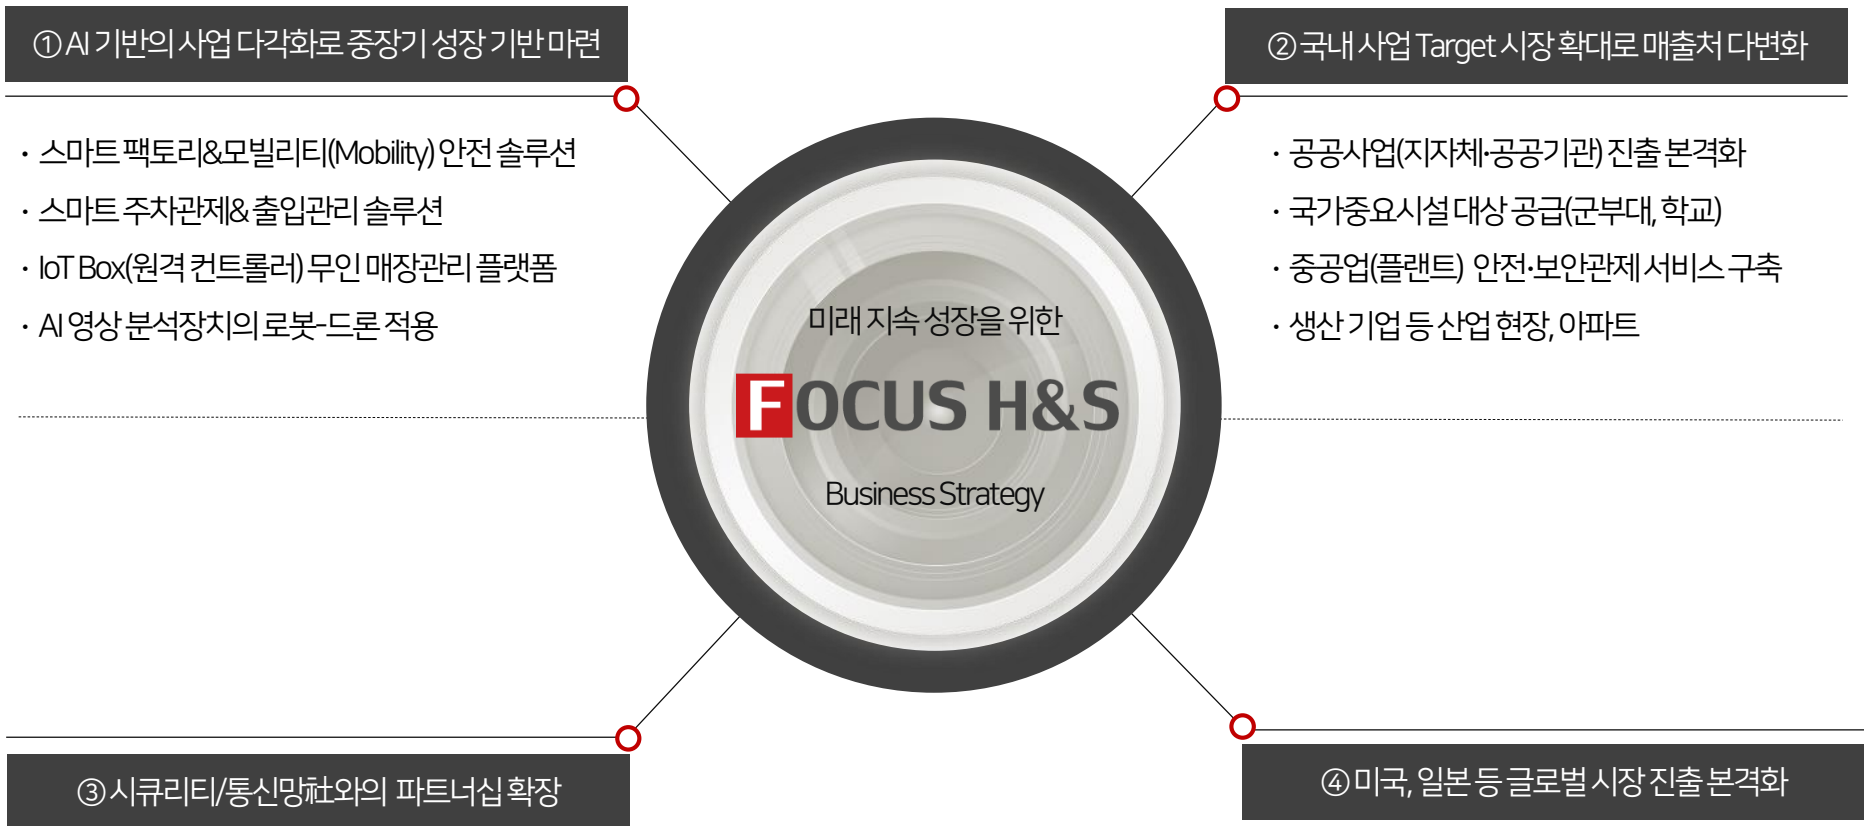 ① AI 기반의 사업 다각화로 중장기 성장 기반 마련
· 스마트 팩토리&모빌리티(Mobility) 안전 솔루션
· 스마트 주차관제& 출입관리 솔루션
· IoT Box(원격 컨트롤러) 무인 매장관리 플랫폼
· AI 영상 분석장치의 로봇-드론 적용
② 국내 사업 Target 시장 확대로 매출처 다변화
· 공공사업(지자체·공공기관) 진출 본격화
· 국가중요시설 대상 공급(군부대, 학교)
· 중공업(플랜트) 안전·보안관제 서비스 구축
· 생산 기업 등 산업 현장, 아파트
미래 지속 성장을 위한
FOCUS H&S
Business Strategy
③ 시큐리티/통신망社와의 파트너십 확장
④ 미국, 일본 등 글로벌 시장 진출 본격화